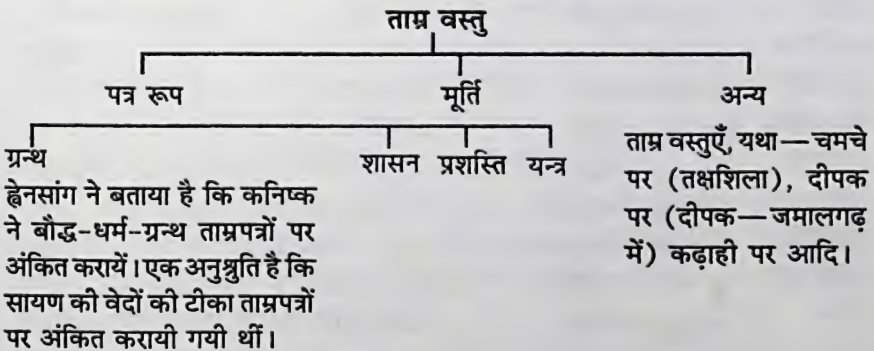 ताम्र वस्तु
पत्र रूप मूर्ति अन्य
ग्रन्थ शासन प्रशस्ति यन्त्र
ह्वेनसांग ने बताया है कि कनिष्क
ने बौद्ध-धर्म-ग्रन्थ ताम्रपत्रों पर
अंकित करायें। एक अनुश्रुति है कि
सायण की वेदों की टीका ताम्रपत्रों
पर अंकित करायी गयी थीं।
ताम्र वस्तुएँ, यथा—चमचे
पर (तक्षशिला), दीपक
पर (दीपक—जमालगढ़
में) कढ़ाही पर आदि।